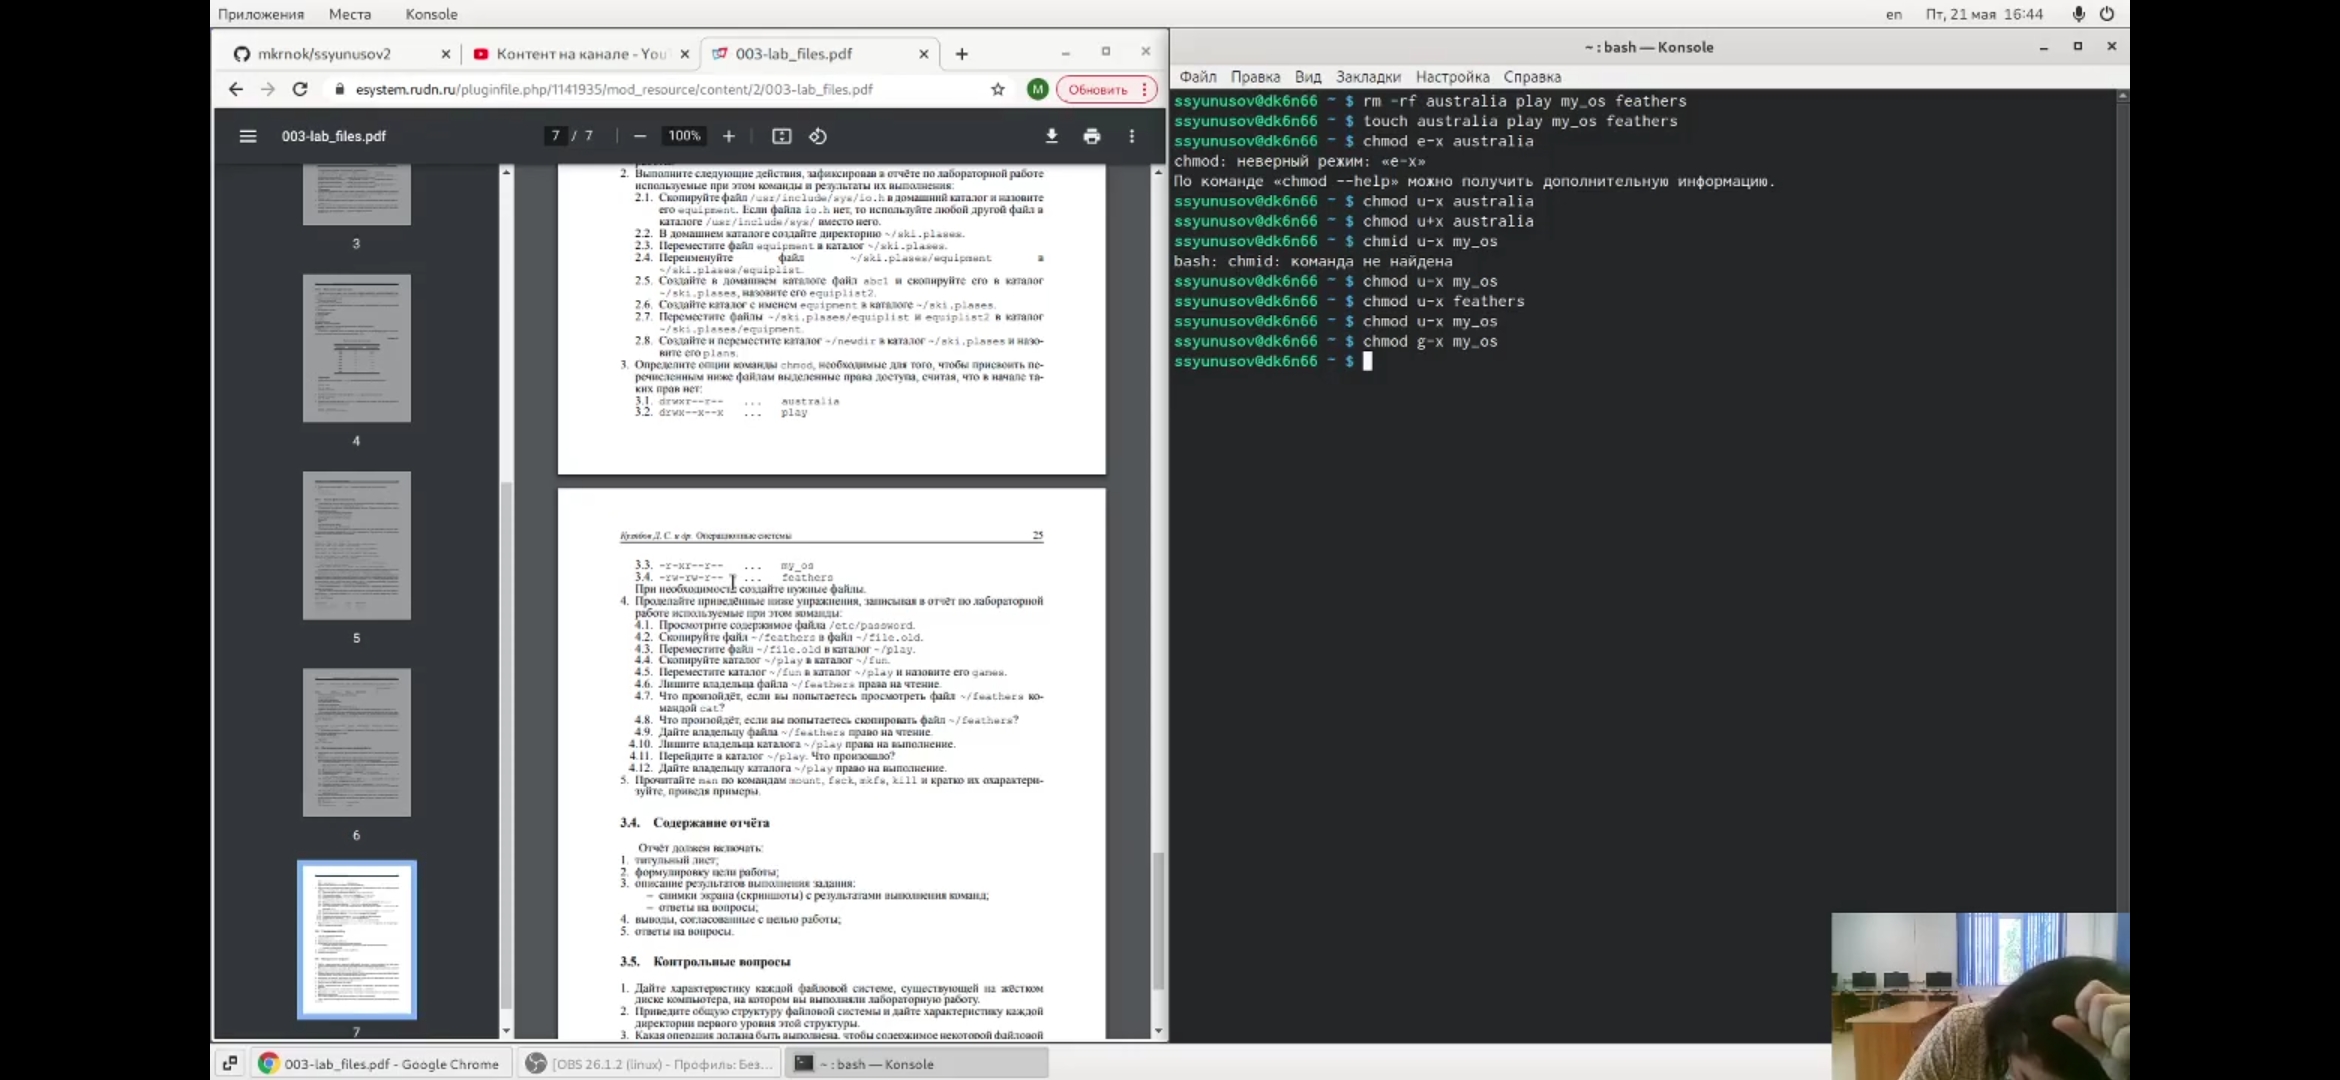 Приложения Места Konsole en Пт, 21 мая 16:44
mkrnok/ssyunusov2 Контент на канале - You 003-lab_files.pdf
esystem.rudn.ru/pluginfile.php/1141935/mod_resource/content/2/003-lab_files.pdf M Обновить
003-lab_files.pdf 7 / 7 100%
3
4
5
6
7
2. Выполните следующие действия, зафиксировав в отчёте по лабораторной работе
используемые при этом команды и результаты их выполнения:
2.1. Скопируйте файл /usr/include/sys/io.h в домашний каталог и назовите
его equipment. Если файла io.h нет, то используйте любой другой файл в
каталоге /usr/include/sys/ вместо него.
2.2. В домашнем каталоге создайте директорию ~/ski.plases.
2.3. Переместите файл equipment в каталог ~/ski.plases.
2.4. Переименуйте файл ~/ski.plases/equipment в
~/ski.plases/equiplist.
2.5. Создайте в домашнем каталоге файл abc1 и скопируйте его в каталог
~/ski.plases, назовите его equiplist2.
2.6. Создайте каталог с именем equipment в каталоге ~/ski.plases.
2.7. Переместите файлы ~/ski.plases/equiplist и equiplist2 в каталог
~/ski.plases/equipment.
2.8. Создайте и переместите каталог ~/newdir в каталог ~/ski.plases и назо-
вите его plans.
3. Определите опции команды chmod, необходимые для того, чтобы присвоить пе-
речисленным ниже файлам выделенные права доступа, считая, что в начале та-
ких прав нет:
3.1. drwxr--r-- ... australia
3.2. drwx--x--x ... play
Кулябов Д. С. и др. Операционные системы 25
3.3. -r-xr--r-- ... my_os
3.4. -rw-rw-r-- ... feathers
При необходимости создайте нужные файлы.
4. Проделайте приведённые ниже упражнения, записывая в отчёт по лабораторной
работе используемые при этом команды:
4.1. Просмотрите содержимое файла /etc/password.
4.2. Скопируйте файл ~/feathers в файл ~/file.old.
4.3. Переместите файл ~/file.old в каталог ~/play.
4.4. Скопируйте каталог ~/play в каталог ~/fun.
4.5. Переместите каталог ~/fun в каталог ~/play и назовите его games.
4.6. Лишите владельца файла ~/feathers права на чтение.
4.7. Что произойдёт, если вы попытаетесь просмотреть файл ~/feathers ко-
мандой cat?
4.8. Что произойдёт, если вы попытаетесь скопировать файл ~/feathers?
4.9. Дайте владельцу файла ~/feathers право на чтение.
4.10. Лишите владельца каталога ~/play права на выполнение.
4.11. Перейдите в каталог ~/play. Что произошло?
4.12. Дайте владельцу каталога ~/play право на выполнение.
5. Прочитайте man по командам mount, fsck, mkfs, kill и кратко их охарактери-
зуйте, приведя примеры.
3.4. Содержание отчёта
Отчёт должен включать:
1. титульный лист;
2. формулировку цели работы;
3. описание результатов выполнения задания:
– снимки экрана (скриншоты) с результатами выполнения команд;
– ответы на вопросы;
4. выводы, согласованные с целью работы;
5. ответы на вопросы.
3.5. Контрольные вопросы
1. Дайте характеристику каждой файловой системе, существующей на жёстком
диске компьютера, на котором вы выполняли лабораторную работу.
2. Приведите общую структуру файловой системы и дайте характеристику каждой
директории первого уровня этой структуры.
3. Какая операция должна быть выполнена, чтобы содержимое некоторой файловой
~ : bash — Konsole
Файл Правка Вид Закладки Настройка Справка
ssyunusov@dk6n66 ~ $ rm -rf australia play my_os feathers
ssyunusov@dk6n66 ~ $ touch australia play my_os feathers
ssyunusov@dk6n66 ~ $ chmod e-x australia
chmod: неверный режим: «e-x»
По команде «chmod --help» можно получить дополнительную информацию.
ssyunusov@dk6n66 ~ $ chmod u-x australia
ssyunusov@dk6n66 ~ $ chmod u+x australia
ssyunusov@dk6n66 ~ $ chmid u-x my_os
bash: chmid: команда не найдена
ssyunusov@dk6n66 ~ $ chmod u-x my_os
ssyunusov@dk6n66 ~ $ chmod u-x feathers
ssyunusov@dk6n66 ~ $ chmod u-x my_os
ssyunusov@dk6n66 ~ $ chmod g-x my_os
ssyunusov@dk6n66 ~ $
003-lab_files.pdf - Google Chrome [OBS 26.1.2 (linux) - Профиль: Без... ~ : bash — Konsole